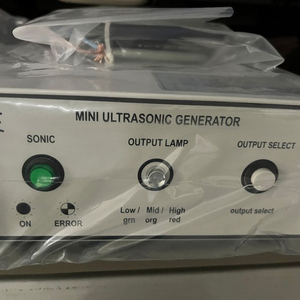 MINI ULTRASONIC GENERATOR
SONIC
OUTPUT LAMP
OUTPUT SELECT
Low / Mid / High
grn org red
output select
ON
ERROR